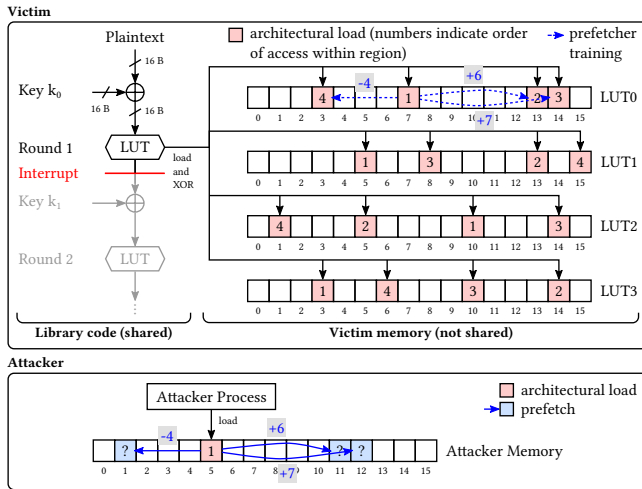 Victim
Plaintext
architectural load (numbers indicate order
of access within region)
prefetcher
training
16 B
Key k0
16 B
16 B
-4
+6
+7
4 1 2 3
LUT0
0 1 2 3 4 5 6 7 8 9 10 11 12 13 14 15
Round 1
LUT
load
and
XOR
1 3 2 4
LUT1
0 1 2 3 4 5 6 7 8 9 10 11 12 13 14 15
Interrupt
Key k1
4 2 1 3
LUT2
0 1 2 3 4 5 6 7 8 9 10 11 12 13 14 15
Round 2
LUT
1 4 3 2
LUT3
0 1 2 3 4 5 6 7 8 9 10 11 12 13 14 15
Library code (shared)
Victim memory (not shared)
Attacker
Attacker Process
architectural load
prefetch
load
-4
+6
+7
? 1 ? ?
Attacker Memory
0 1 2 3 4 5 6 7 8 9 10 11 12 13 14 15